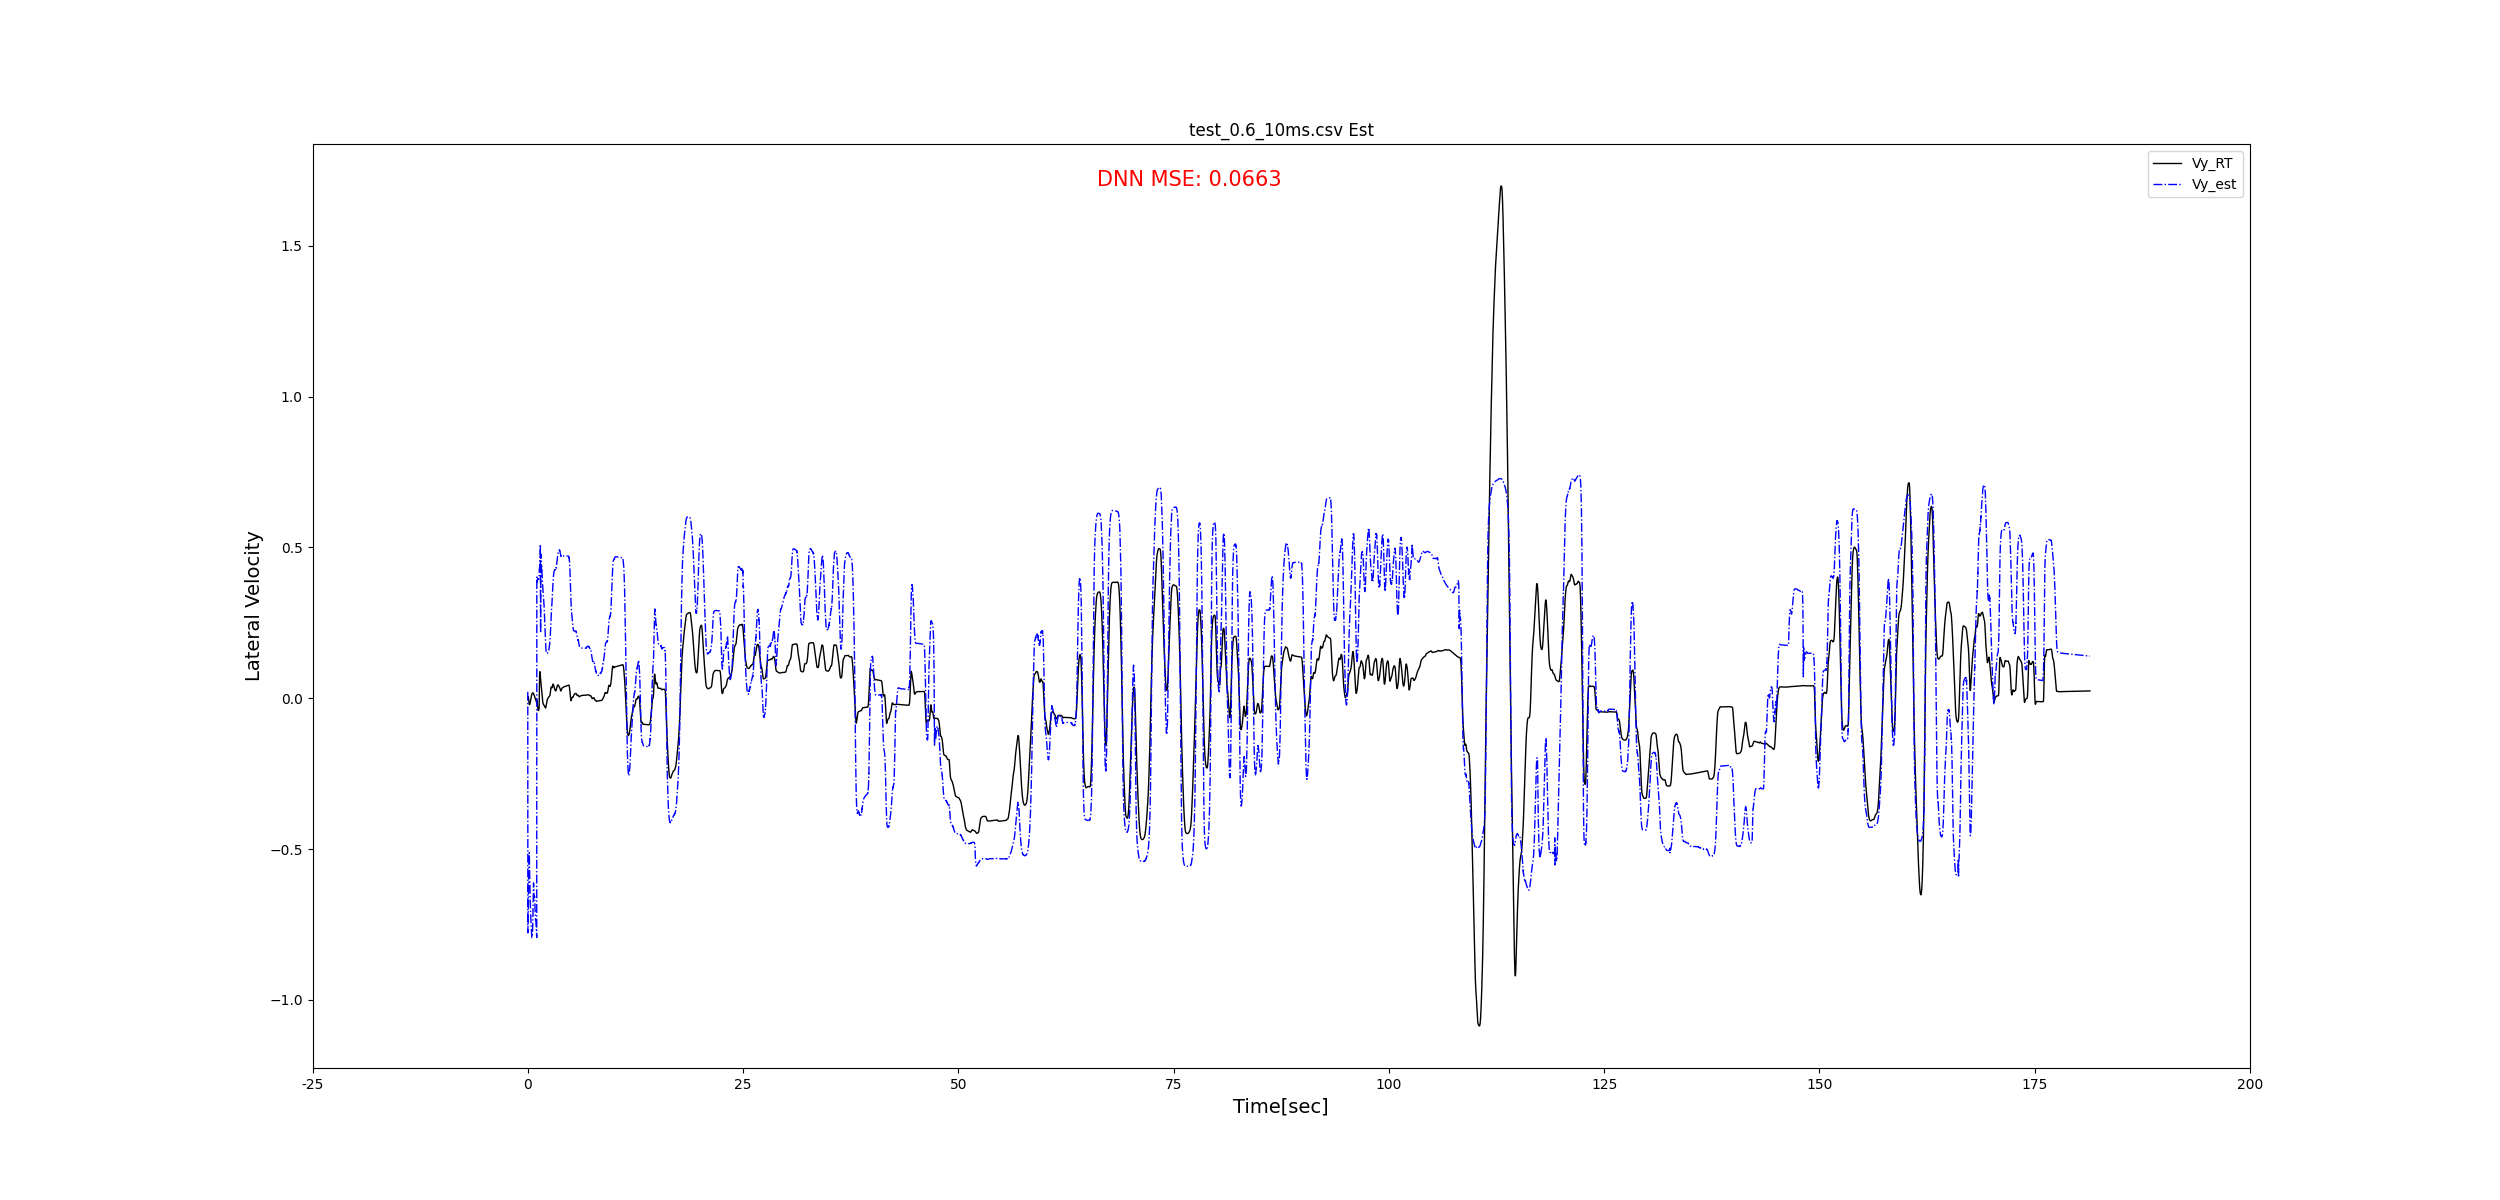 test_0.6_10ms.csv Est
DNN MSE: 0.0663
Vy_RT
Vy_est
Lateral Velocity
1.5
1.0
0.5
0.0
−0.5
−1.0
-25
0
25
50
75
100
125
150
175
200
Time[sec]